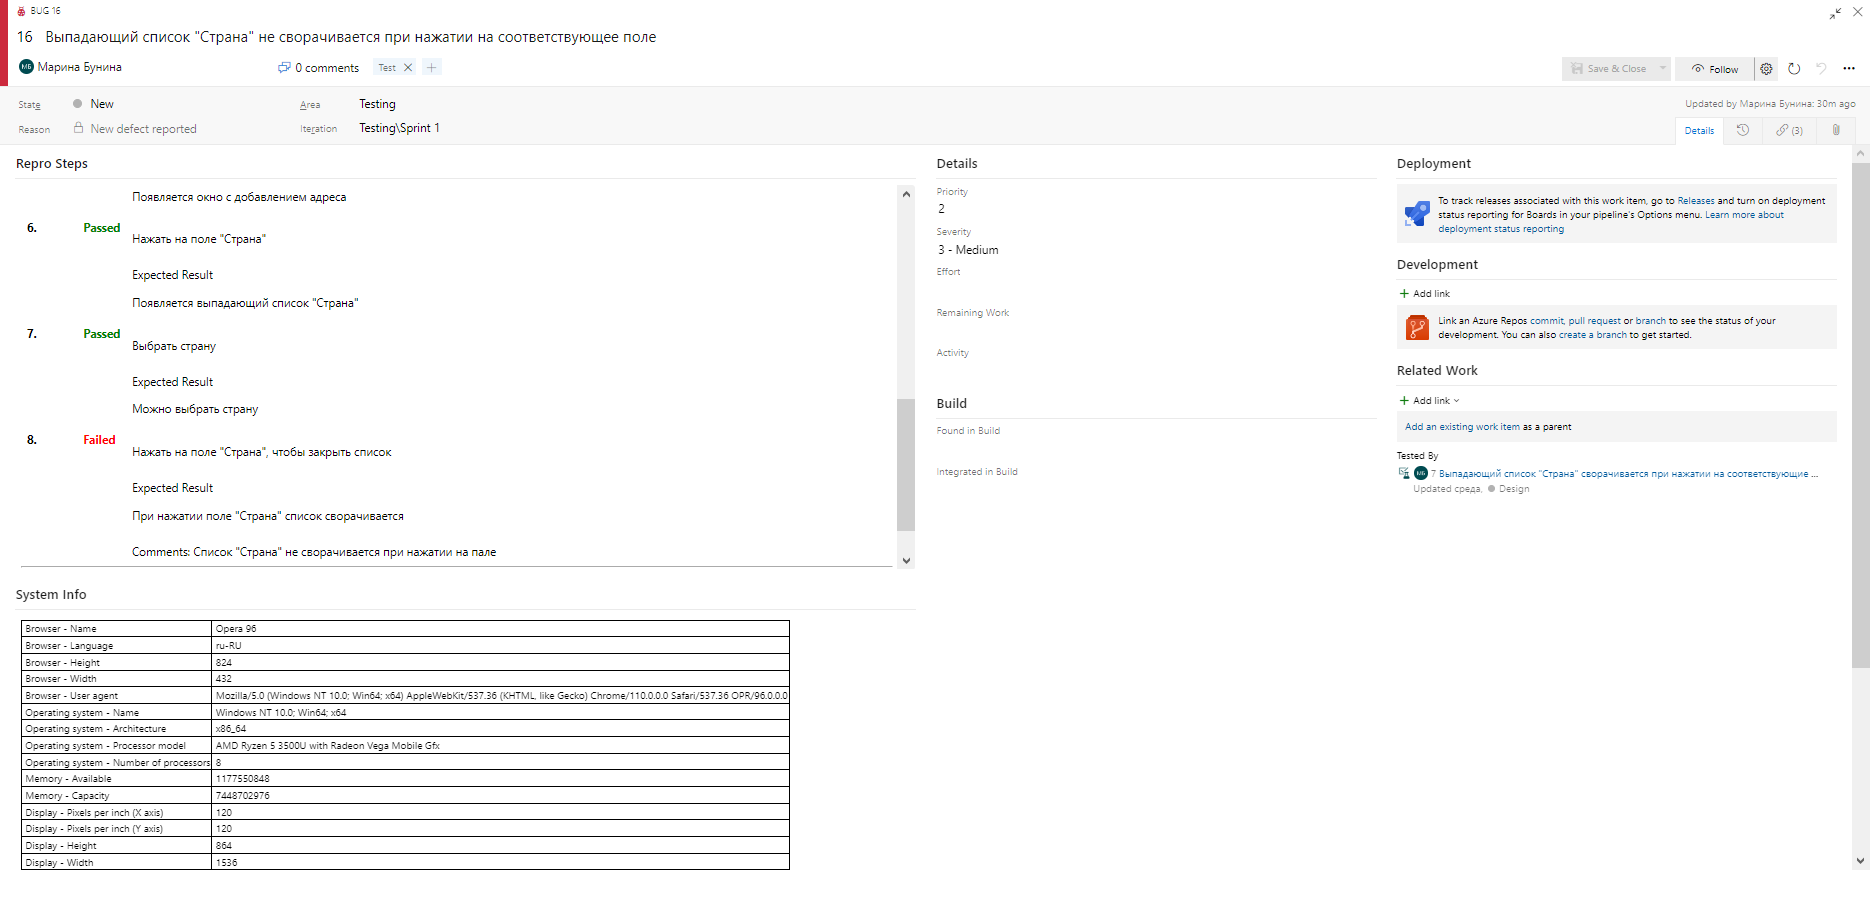 BUG 16
16 Выпадающий список "Страна" не сворачивается при нажатии на соответствующее поле
МБ Марина Бунина
0 comments
Test
Save & Close
Follow
State
New
Area
Testing
Updated by Марина Бунина: 30m ago
Reason
New defect reported
Iteration
Testing\Sprint 1
Details
(3)
Repro Steps
Появляется окно с добавлением адреса
6. Passed
Нажать на поле "Страна"
Expected Result
Появляется выпадающий список "Страна"
7. Passed
Выбрать страну
Expected Result
Можно выбрать страну
8. Failed
Нажать на поле "Страна", чтобы закрыть список
Expected Result
При нажатии поле "Страна" список сворачивается
Comments: Список "Страна" не сворачивается при нажатии на пале
System Info
Browser - Name Opera 96
Browser - Language ru-RU
Browser - Height 824
Browser - Width 432
Browser - User agent Mozilla/5.0 (Windows NT 10.0; Win64; x64) AppleWebKit/537.36 (KHTML, like Gecko) Chrome/110.0.0.0 Safari/537.36 OPR/96.0.0.0
Operating system - Name Windows NT 10.0; Win64; x64
Operating system - Architecture x86_64
Operating system - Processor model AMD Ryzen 5 3500U with Radeon Vega Mobile Gfx
Operating system - Number of processors 8
Memory - Available 1177550848
Memory - Capacity 7448702976
Display - Pixels per inch (X axis) 120
Display - Pixels per inch (Y axis) 120
Display - Height 864
Display - Width 1536
Details
Priority
2
Severity
3 - Medium
Effort
Remaining Work
Activity
Build
Found in Build
Integrated in Build
Deployment
To track releases associated with this work item, go to Releases and turn on deployment
status reporting for Boards in your pipeline's Options menu. Learn more about
deployment status reporting
Development
Add link
Link an Azure Repos commit, pull request or branch to see the status of your
development. You can also create a branch to get started.
Related Work
Add link
Add an existing work item as a parent
Tested By
МБ 7 Выпадающий список "Страна" сворачивается при нажатии на соответствующие ...
Updated среда, Design